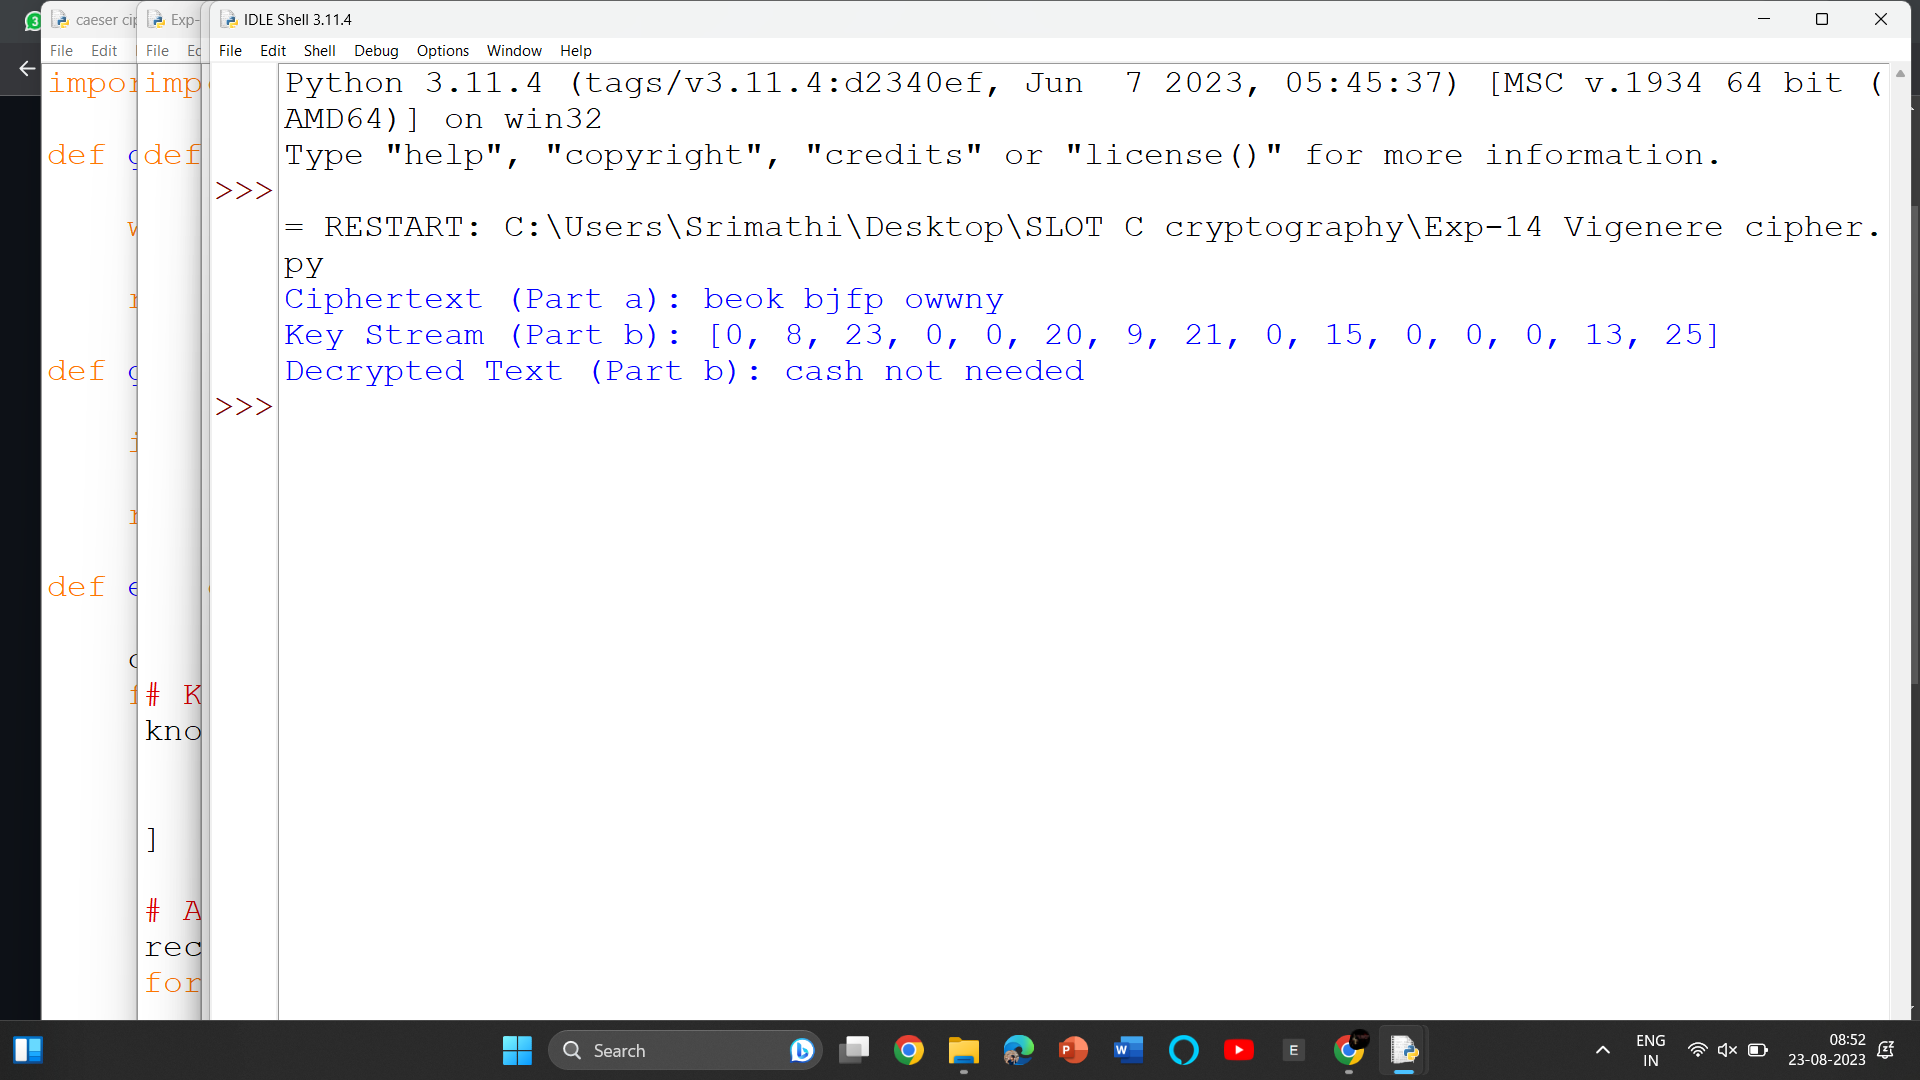 3
caeser cip
Exp-
IDLE Shell 3.11.4
File Edit
File
File Edit Shell Debug Options Window Help
impor
imp
Python 3.11.4 (tags/v3.11.4:d2340ef, Jun  7 2023, 05:45:37) [MSC v.1934 64 bit (
AMD64)] on win32
def
def
Type "help", "copyright", "credits" or "license()" for more information.
>>>
= RESTART: C:\Users\Srimathi\Desktop\SLOT C cryptography\Exp-14 Vigenere cipher.
py
Ciphertext (Part a): beok bjfp owwny
Key Stream (Part b): [0, 8, 23, 0, 0, 20, 9, 21, 0, 15, 0, 0, 0, 13, 25]
def
Decrypted Text (Part b): cash not needed
>>>
def
# K
kno
]
# A
rec
for
Search
E
ENG
IN
08:52
23-08-2023